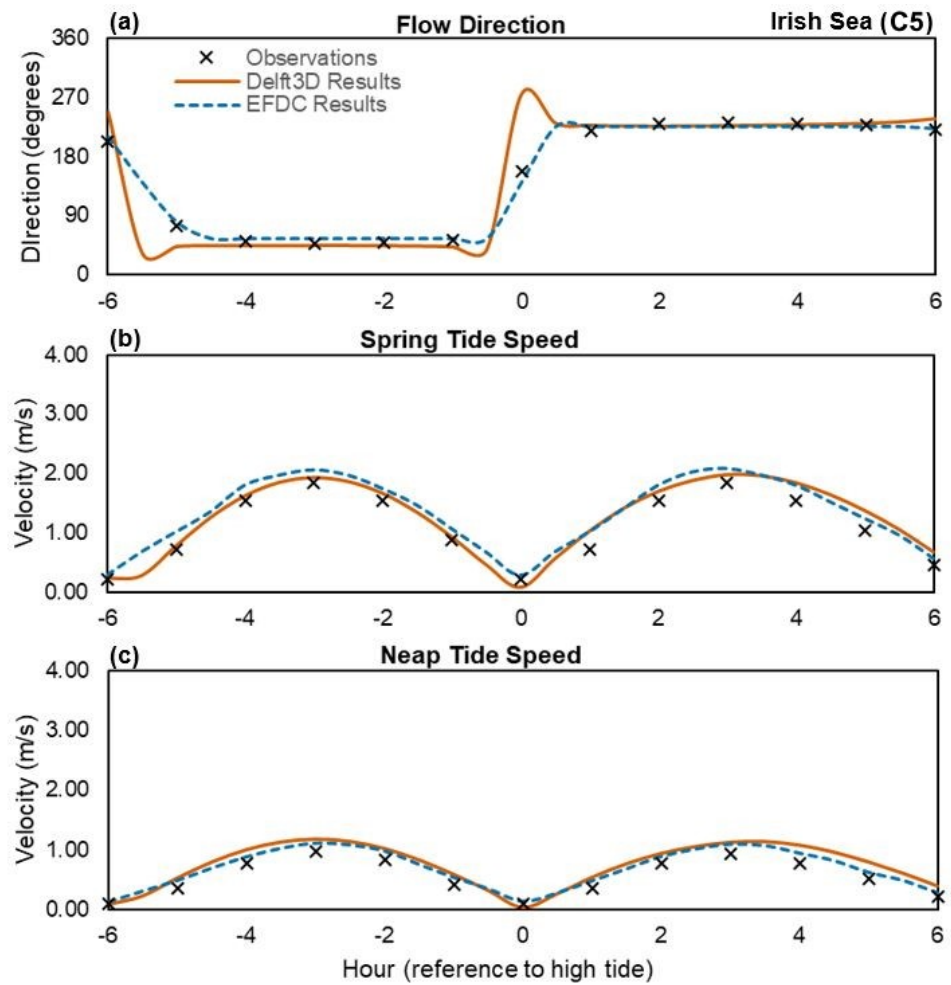 (a) Flow Direction Irish Sea (C5)
360
270
180
90
0
DIrection (degrees)
Observations
Delft3D Results
EFDC Results
-6 -4 -2 0 2 4 6
(b) Spring Tide Speed
4.00
3.00
2.00
1.00
0.00
Velocity (m/s)
-6 -4 -2 0 2 4 6
(c) Neap Tide Speed
4.00
3.00
2.00
1.00
0.00
Velocity (m/s)
-6 -4 -2 0 2 4 6
Hour (reference to high tide)